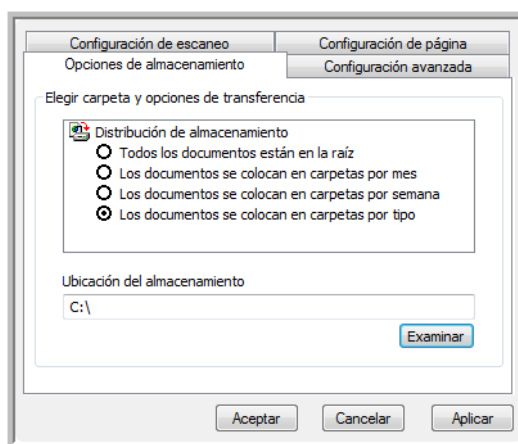 Configuración de escaneo
Configuración de página
Opciones de almacenamiento
Configuración avanzada
Elegir carpeta y opciones de transferencia
Distribución de almacenamiento
Todos los documentos están en la raíz
Los documentos se colocan en carpetas por mes
Los documentos se colocan en carpetas por semana
Los documentos se colocan en carpetas por tipo
Ubicación del almacenamiento
C:\
Examinar
Aceptar
Cancelar
Aplicar